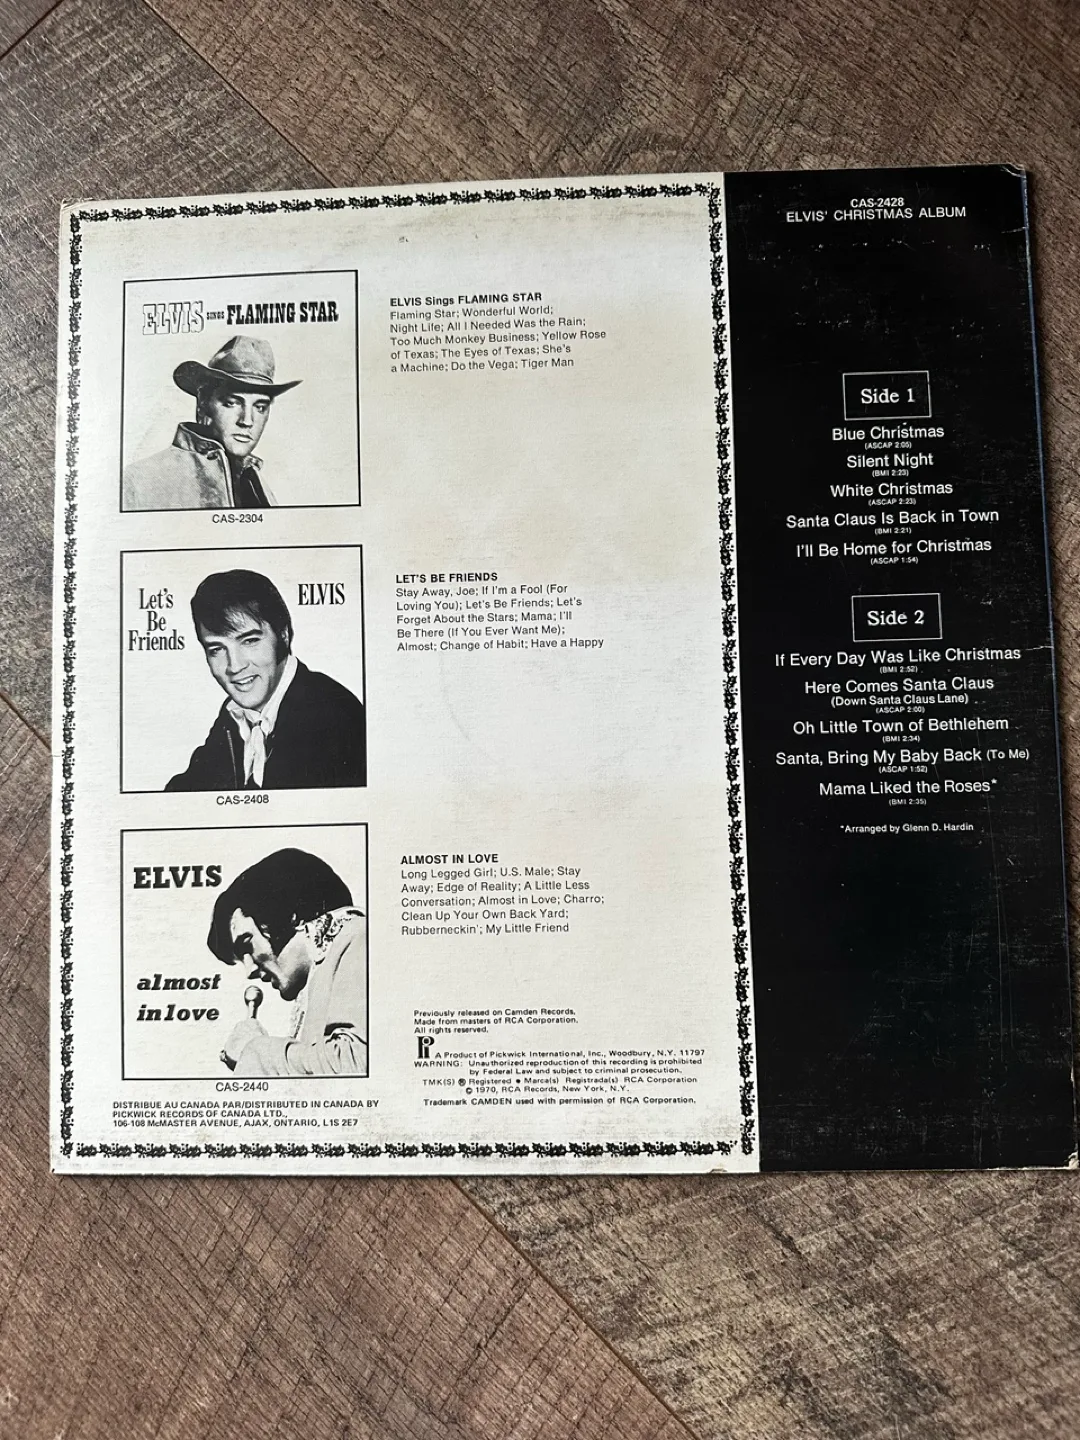 ELVIS SINGS FLAMING STAR
CAS-2304
ELVIS Sings FLAMING STAR
Flaming Star; Wonderful World;
Night Life; All I Needed Was the Rain;
Too Much Monkey Business; Yellow Rose
of Texas; The Eyes of Texas; She's
a Machine; Do the Vega; Tiger Man
Let's
Be
Friends
ELVIS
CAS-2408
LET'S BE FRIENDS
Stay Away, Joe; If I'm a Fool (For
Loving You); Let's Be Friends; Let's
Forget About the Stars; Mama; I'll
Be There (If You Ever Want Me);
Almost; Change of Habit; Have a Happy
ELVIS
almost
in love
CAS-2440
ALMOST IN LOVE
Long Legged Girl; U.S. Male; Stay
Away; Edge of Reality; A Little Less
Conversation; Almost in Love; Charro;
Clean Up Your Own Back Yard;
Rubberneckin'; My Little Friend
DISTRIBUE AU CANADA PAR/DISTRIBUTED IN CANADA BY
PICKWICK RECORDS OF CANADA LTD.,
106-108 McMASTER AVENUE, AJAX, ONTARIO, L1S 2E7
Previously released on Camden Records.
Made from masters of RCA Corporation.
All rights reserved.
A Product of Pickwick International, Inc., Woodbury, N.Y. 11797
WARNING: Unauthorized reproduction of this recording is prohibited
by Federal Law and subject to criminal prosecution.
TMK(S) ® Registered • Marca(s) Registrada(s) RCA Corporation
© 1970, RCA Records, New York, N.Y.
Trademark CAMDEN used with permission of RCA Corporation.
CAS-2428
ELVIS' CHRISTMAS ALBUM
Side 1
Blue Christmas
(ASCAP 2:05)
Silent Night
(BMI 2:23)
White Christmas
(ASCAP 2:23)
Santa Claus Is Back in Town
(BMI 2:21)
I'll Be Home for Christmas
(ASCAP 1:54)
Side 2
If Every Day Was Like Christmas
(BMI 2:52)
Here Comes Santa Claus
(Down Santa Claus Lane)
(ASCAP 2:00)
Oh Little Town of Bethlehem
(BMI 2:34)
Santa, Bring My Baby Back (To Me)
(ASCAP 1:52)
Mama Liked the Roses*
(BMI 2:35)
*Arranged by Glenn D. Hardin